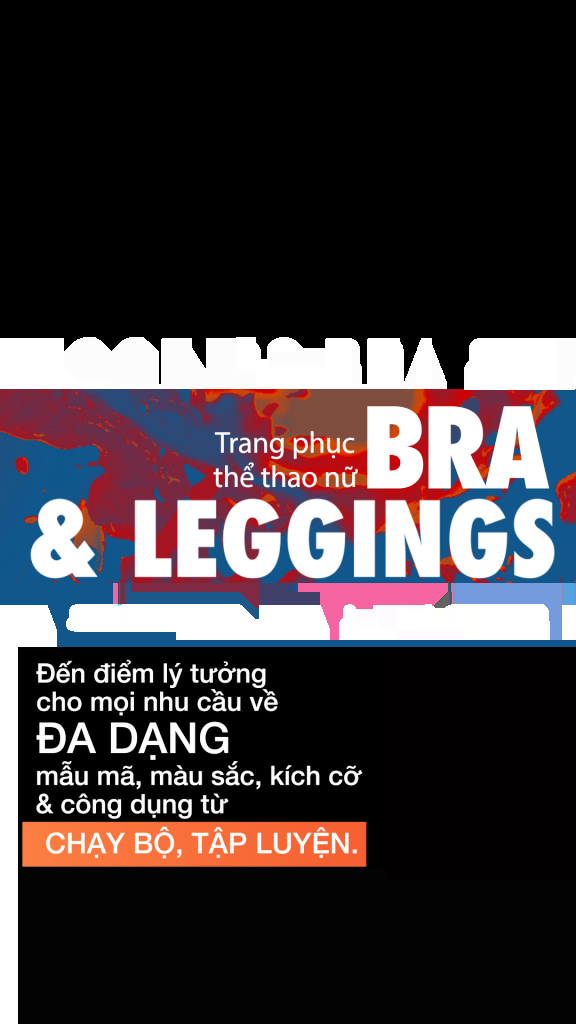 Trang phục
thể thao nữ
BRA
& LEGGINGS
Đến điểm lý tưởng
cho mọi nhu cầu về
ĐA DẠNG
mẫu mã, màu sắc, kích cỡ
& công dụng từ
CHẠY BỘ, TẬP LUYỆN.